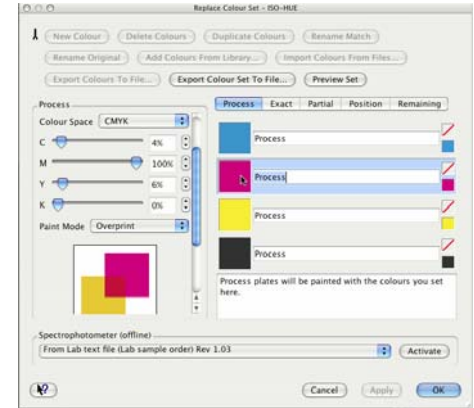 Replace Colour Set – ISO-HUE
New Colour Delete Colours Duplicate Colours Rename Match
Rename Original Add Colours From Library... Import Colours From Files...
Export Colours To File... Export Colour Set To File... Preview Set
Process
Colour Space CMYK
C 4%
M 100%
Y 6%
K 0%
Paint Mode Overprint
Process Exact Partial Position Remaining
Process
Process
Process
Process
Process plates will be painted with the colours you set
here.
Spectrophotometer (offline)
From Lab text file (Lab sample order) Rev 1.03 Activate
? Cancel Apply OK